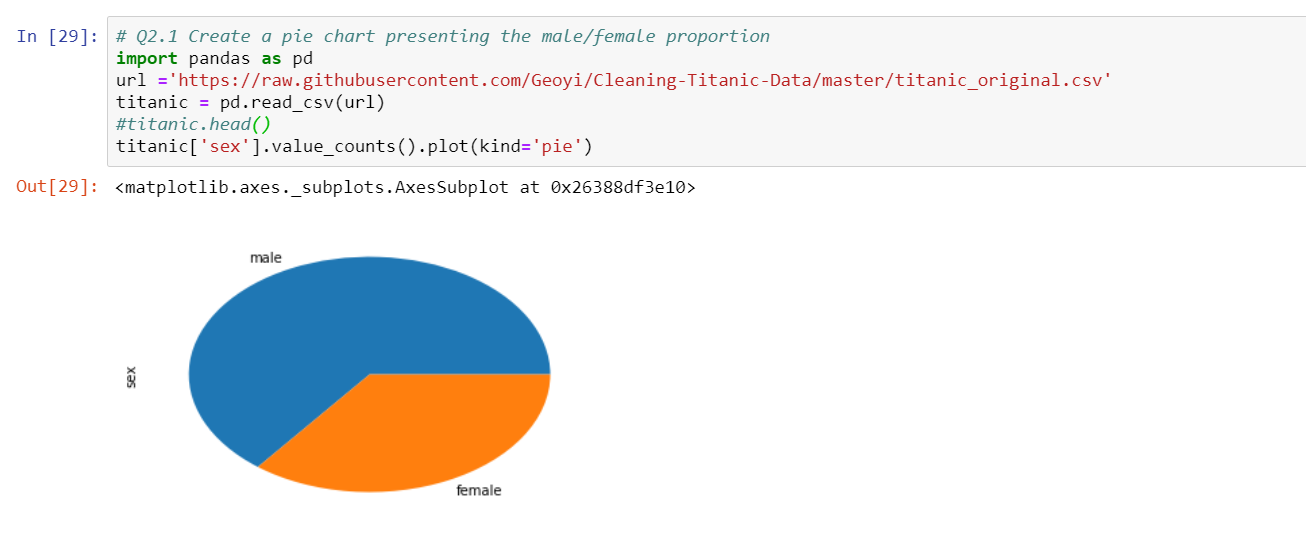 In [29]: # Q2.1 Create a pie chart presenting the male/female proportion
import pandas as pd
url ='https://raw.githubusercontent.com/Geoyi/Cleaning-Titanic-Data/master/titanic_original.csv'
titanic = pd.read_csv(url)
#titanic.head()
titanic['sex'].value_counts().plot(kind='pie')
Out[29]: <matplotlib.axes._subplots.AxesSubplot at 0x26388df3e10>
male
sex
female